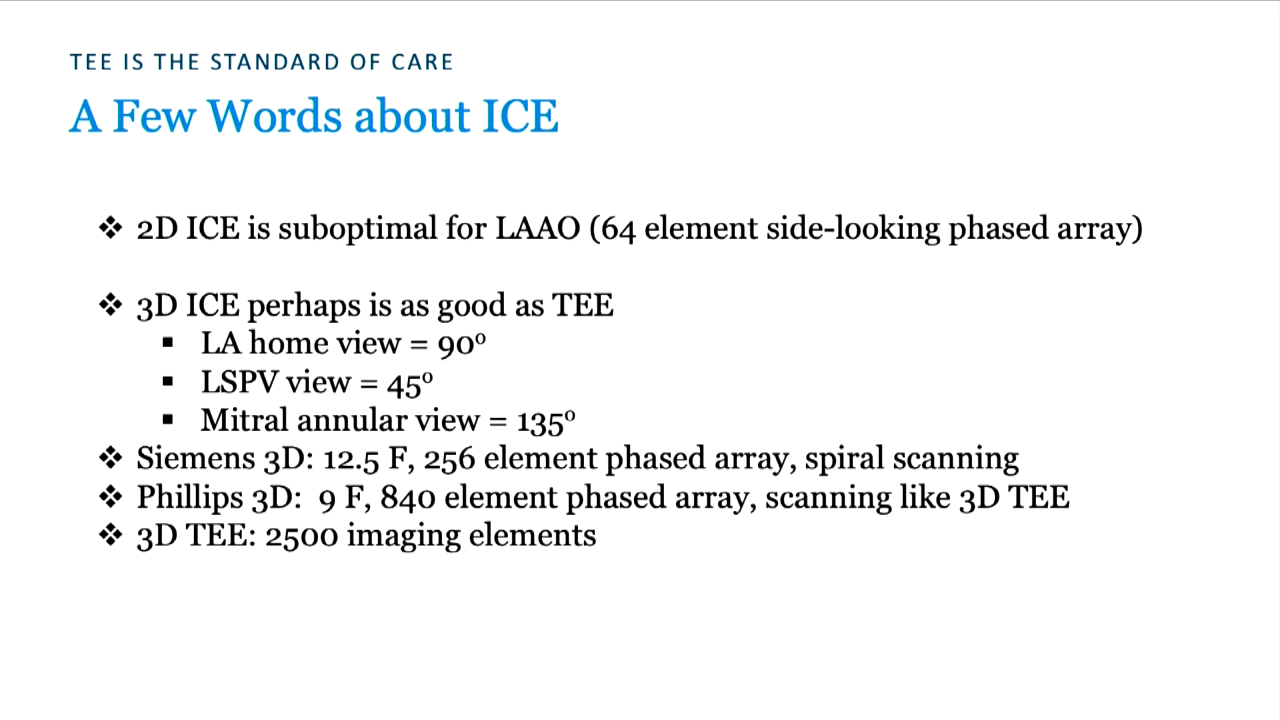 TEE IS THE STANDARD OF CARE
A Few Words about ICE
❖ 2D ICE is suboptimal for LAAO (64 element side-looking phased array)
❖ 3D ICE perhaps is as good as TEE
▪ LA home view = 90º
▪ LSPV view = 45º
▪ Mitral annular view = 135º
❖ Siemens 3D: 12.5 F, 256 element phased array, spiral scanning
❖ Phillips 3D: 9 F, 840 element phased array, scanning like 3D TEE
❖ 3D TEE: 2500 imaging elements